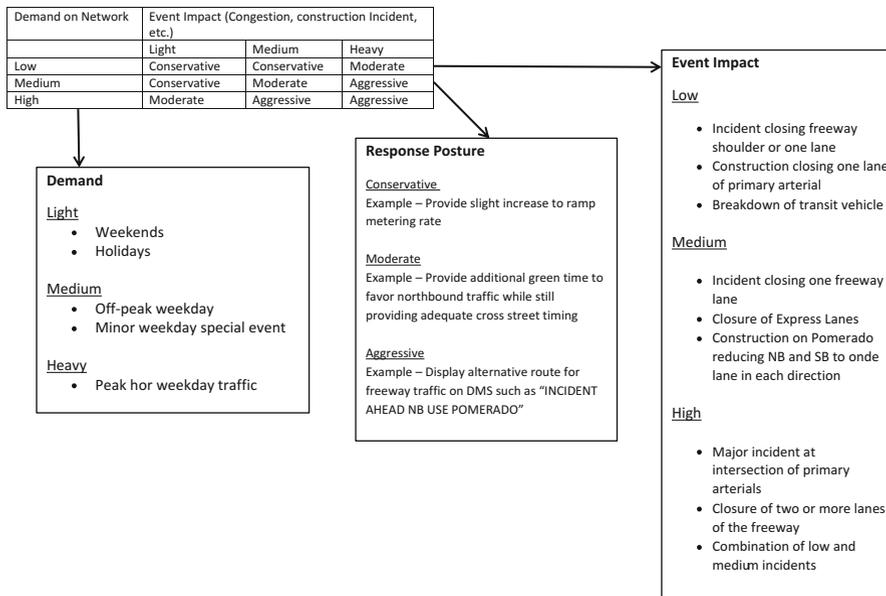 Demand on Network Event Impact (Congestion, construction Incident,
etc.)
Light Medium Heavy
Low Conservative Conservative Moderate
Medium Conservative Moderate Aggressive
High Moderate Aggressive Aggressive
Demand
Light
• Weekends
• Holidays
Medium
• Off-peak weekday
• Minor weekday special event
Heavy
• Peak hor weekday traffic
Response Posture
Conservative
Example – Provide slight increase to ramp
metering rate
Moderate
Example – Provide additional green time to
favor northbound traffic while still
providing adequate cross street timing
Aggressive
Example – Display alternative route for
freeway traffic on DMS such as “INCIDENT
AHEAD NB USE POMERADO”
Event Impact
Low
• Incident closing freeway
shoulder or one lane
• Construction closing one lane
of primary arterial
• Breakdown of transit vehicle
Medium
• Incident closing one freeway
lane
• Closure of Express Lanes
• Construction on Pomerado
reducing NB and SB to onde
lane in each direction
High
• Major incident at
intersection of primary
arterials
• Closure of two or more lanes
of the freeway
• Combination of low and
medium incidents